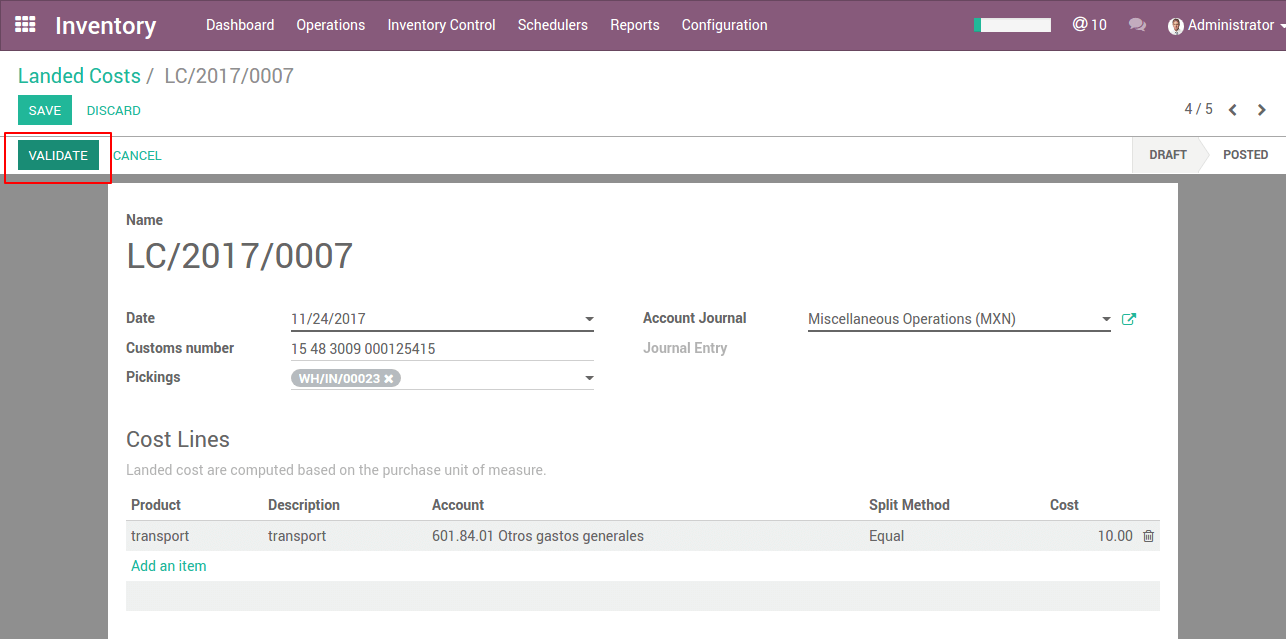 Inventory Dashboard Operations Inventory Control Schedulers Reports Configuration @ 10 Administrator
Landed Costs / LC/2017/0007
SAVE DISCARD 4 / 5
VALIDATE CANCEL DRAFT POSTED
Name
LC/2017/0007
Date 11/24/2017 Account Journal Miscellaneous Operations (MXN)
Customs number 15 48 3009 000125415 Journal Entry
Pickings WH/IN/00023
Cost Lines
Landed cost are computed based on the purchase unit of measure.
Product Description Account Split Method Cost
transport transport 601.84.01 Otros gastos generales Equal 10.00
Add an item